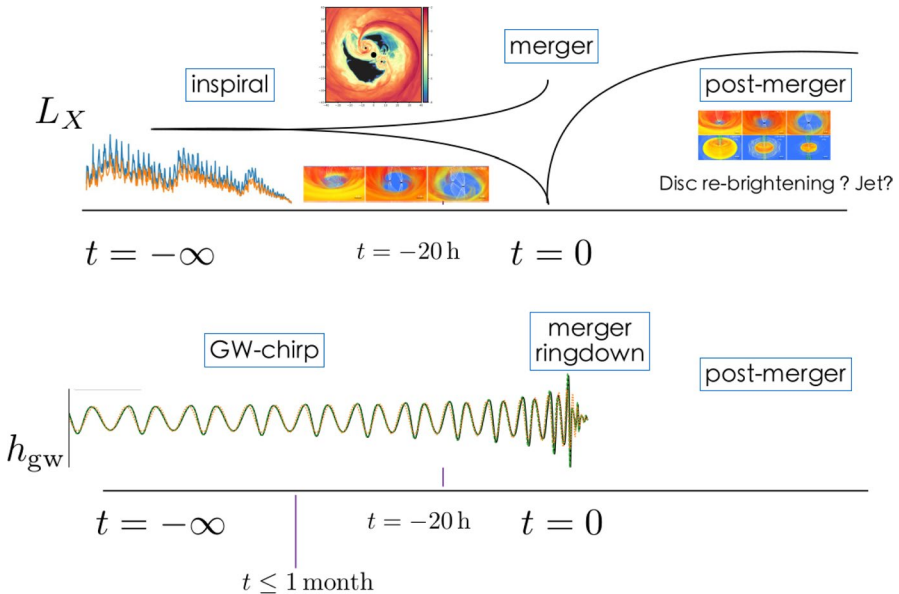 inspiral
merger
post-merger
L_X
Disc re-brightening ? Jet?
t = −∞
t = −20 h
t = 0
GW-chirp
merger
ringdown
post-merger
h_gw
t = −∞
t = −20 h
t = 0
t ≤ 1 month